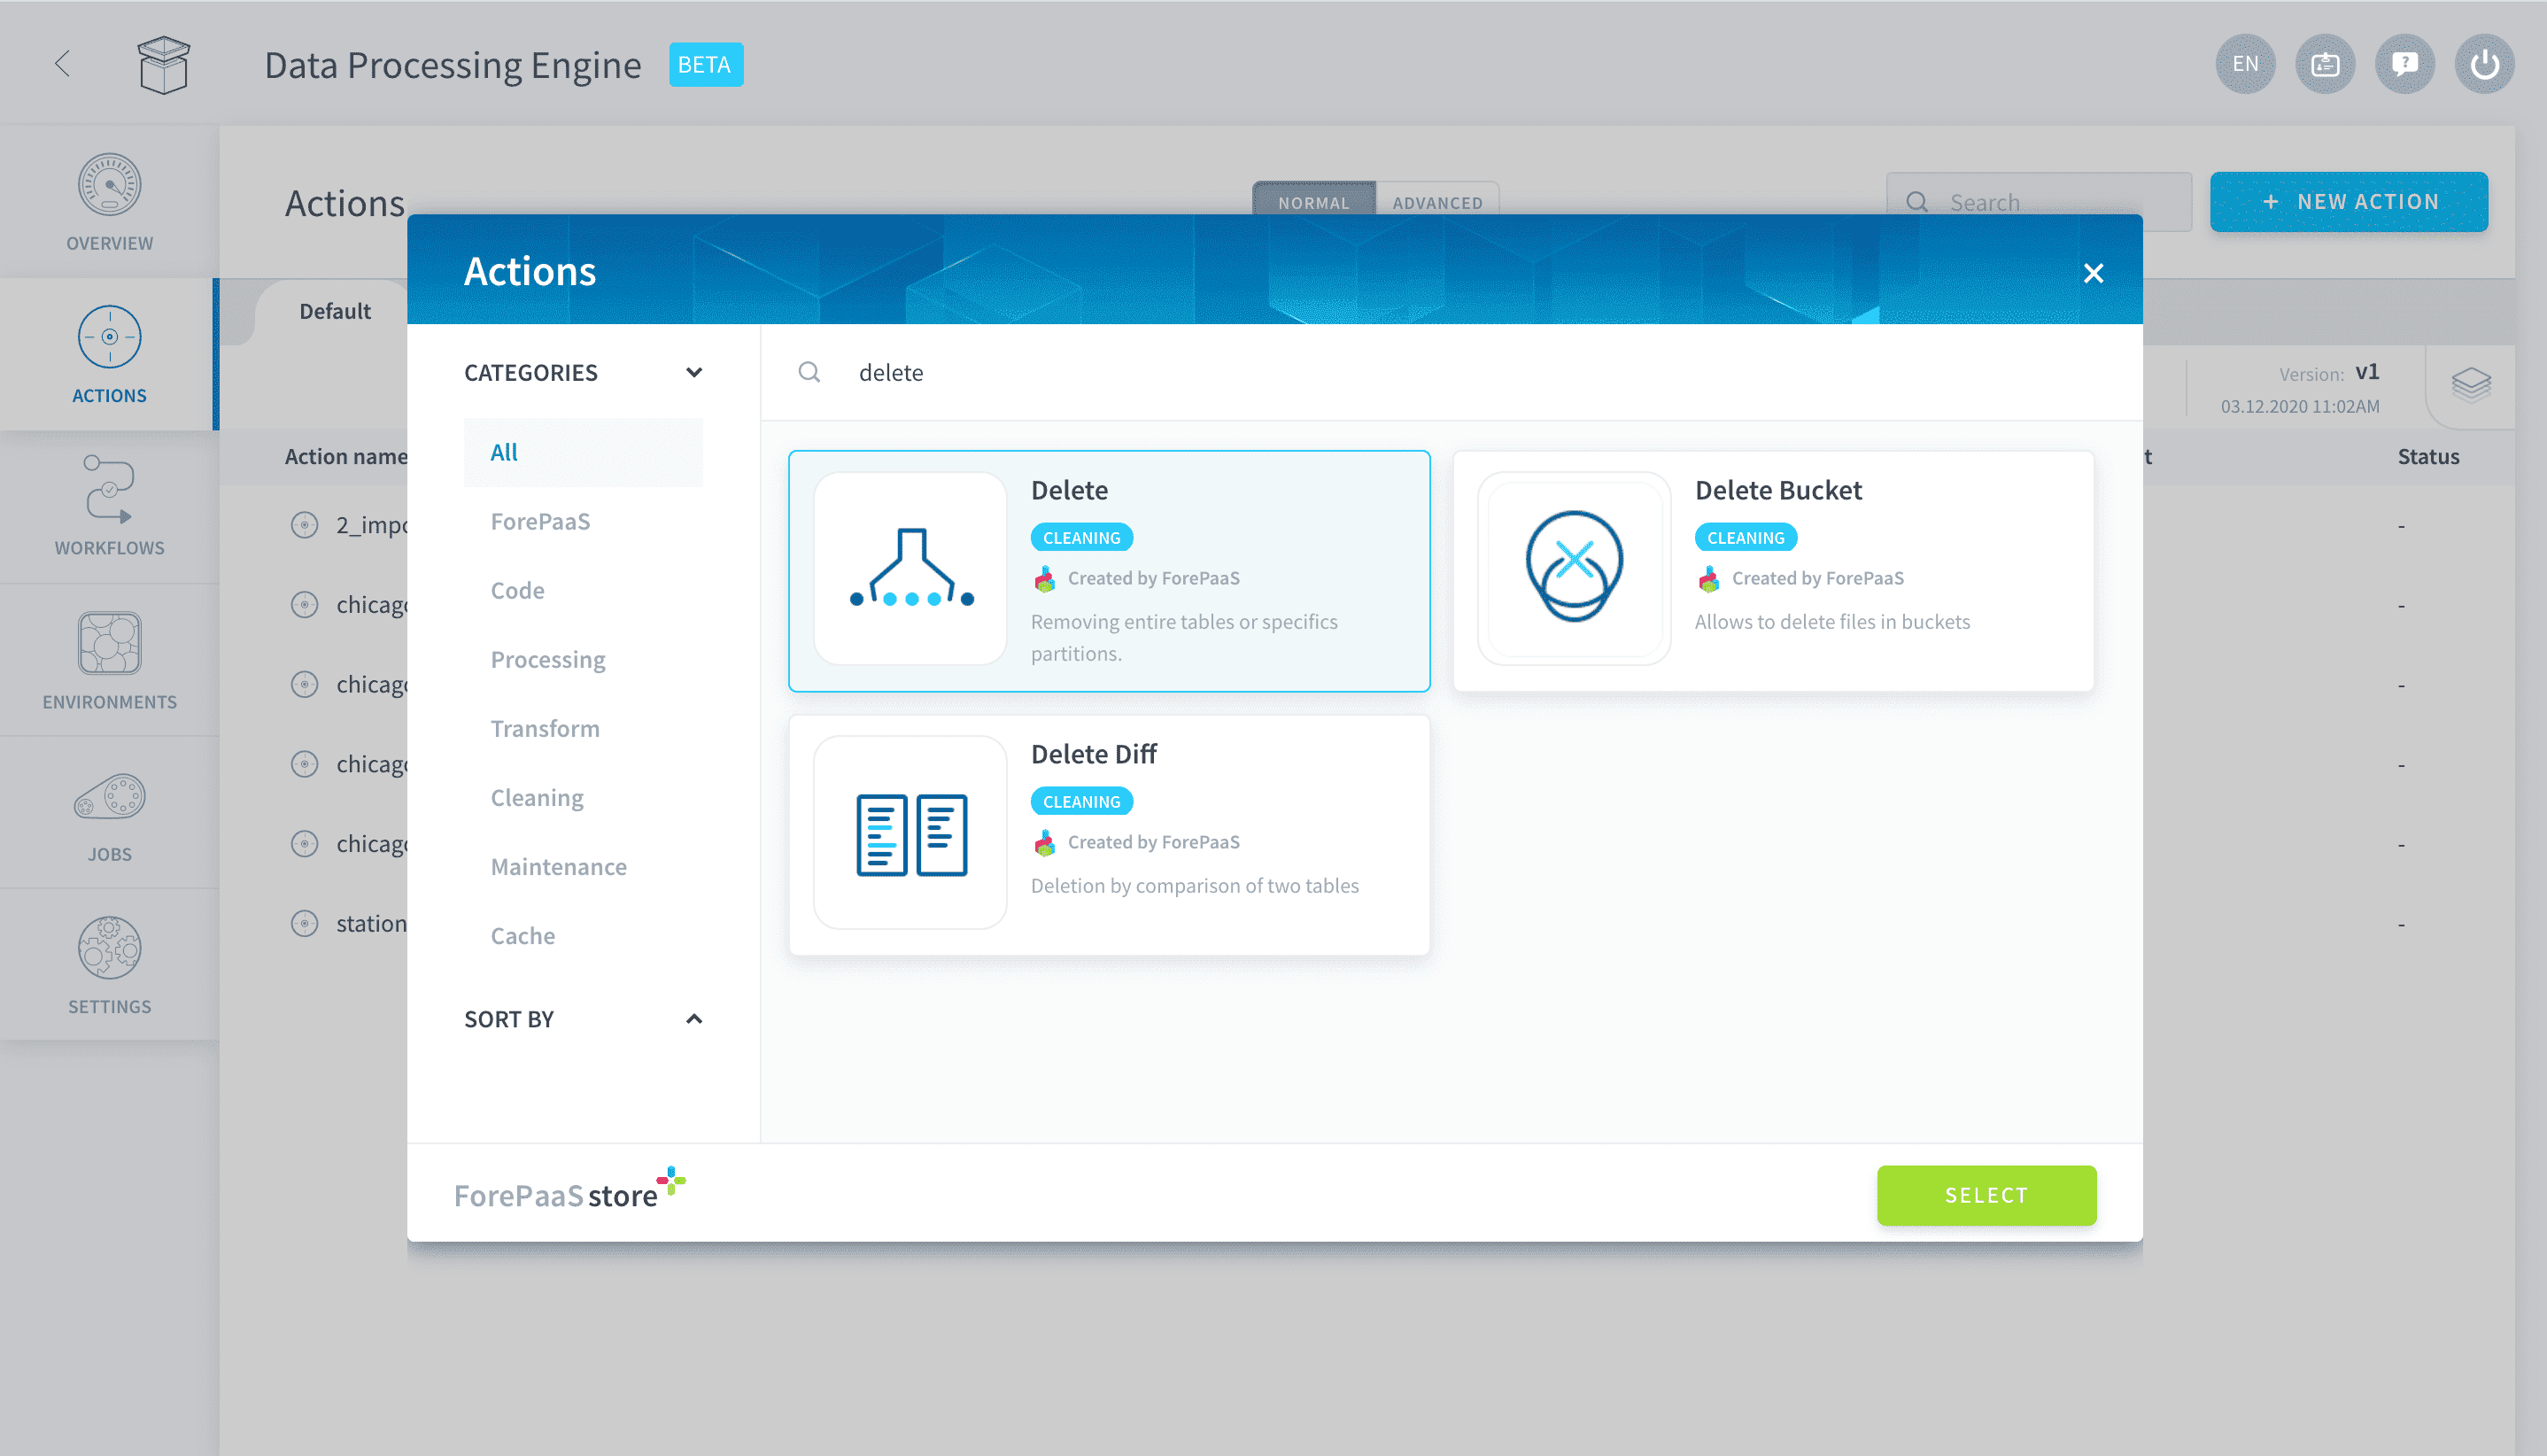 Data Processing Engine BETA
EN
OVERVIEW
ACTIONS
WORKFLOWS
ENVIRONMENTS
JOBS
SETTINGS
Actions
NORMAL ADVANCED
Search
+ NEW ACTION
Default
Version: v1
03.12.2020 11:02AM
Action name
t
Status
2_impo
-
chicago
-
chicago
-
chicago
-
chicago
-
station
-
Actions
CATEGORIES
All
ForePaaS
Code
Processing
Transform
Cleaning
Maintenance
Cache
SORT BY
delete
Delete
CLEANING
Created by ForePaaS
Removing entire tables or specifics
partitions.
Delete Bucket
CLEANING
Created by ForePaaS
Allows to delete files in buckets
Delete Diff
CLEANING
Created by ForePaaS
Deletion by comparison of two tables
ForePaaS store
SELECT